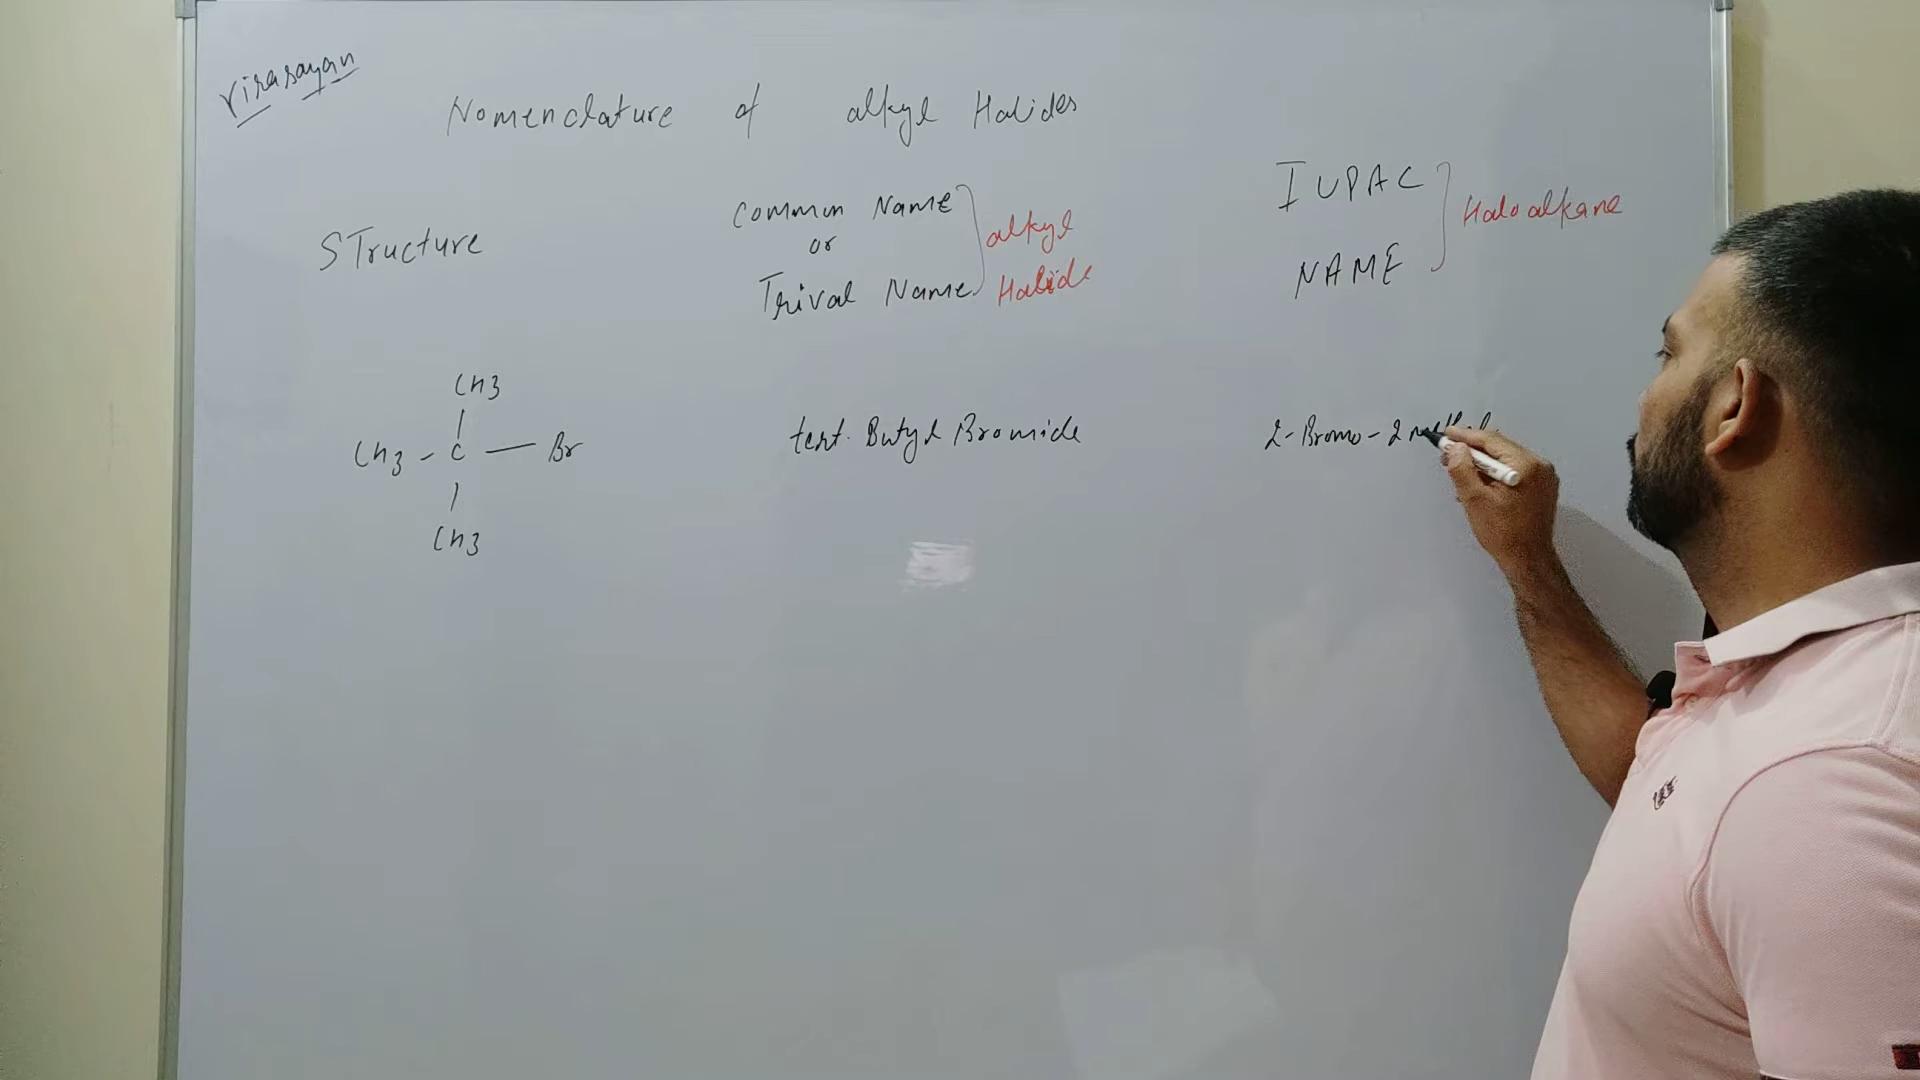 Virasayan
Nomenclature of alkyl Halides
STructure
Common Name
or
Trival Name
alkyl
Halide
IUPAC
NAME
Haloalkane
CH3
CH3 - C - Br
CH3
tert. Butyl Bromide
2-Bromo-2 methyl